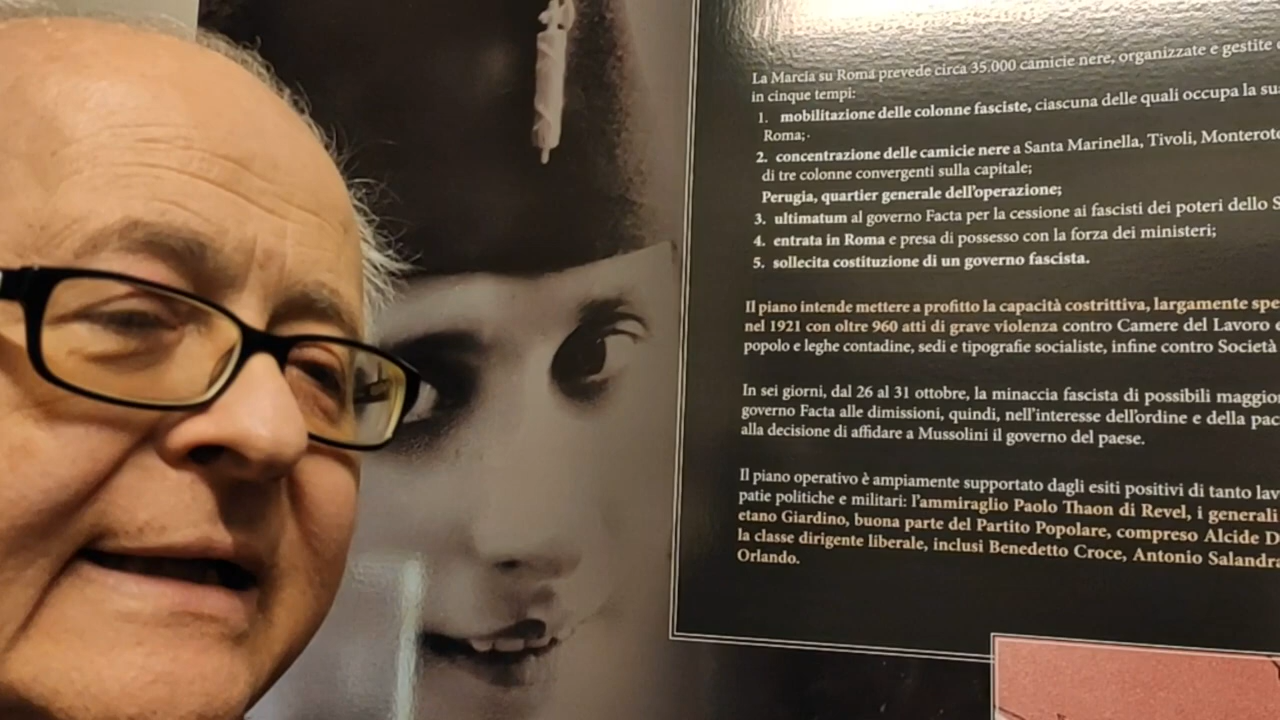 La Marcia su Roma prevede circa 35.000 camicie nere, organizzate e gestite
in cinque tempi:
1. mobilitazione delle colonne fasciste, ciascuna delle quali occupa la
Roma;·
2. concentrazione delle camicie nere a Santa Marinella, Tivoli,
di tre colonne convergenti sulla capitale;
Perugia, quartier generale dell'operazione;
3. ultimatum al governo Facta per la cessione ai fascisti dei poteri dello
4. entrata in Roma e presa di possesso con la forza dei ministeri;
5. sollecita costituzione di un governo fascista.
Il piano intende mettere a profitto la capacità costrittiva, largamente
nel 1921 con oltre 960 atti di grave violenza contro Camere del Lavoro
popolo e leghe contadine, sedi e tipografie socialiste, infine contro Società
In sei giorni, dal 26 al 31 ottobre, la minaccia fascista di possibili
governo Facta alle dimissioni, quindi, nell'interesse dell'ordine e della
alla decisione di affidare a Mussolini il governo del paese.
Il piano operativo è ampiamente supportato dagli esiti positivi di tanto
patie politiche e militari: l'ammiraglio Paolo Thaon di Revel, i generali
etano Giardino, buona parte del Partito Popolare, compreso Alcide
la classe dirigente liberale, inclusi Benedetto Croce, Antonio Salandra
Orlando.